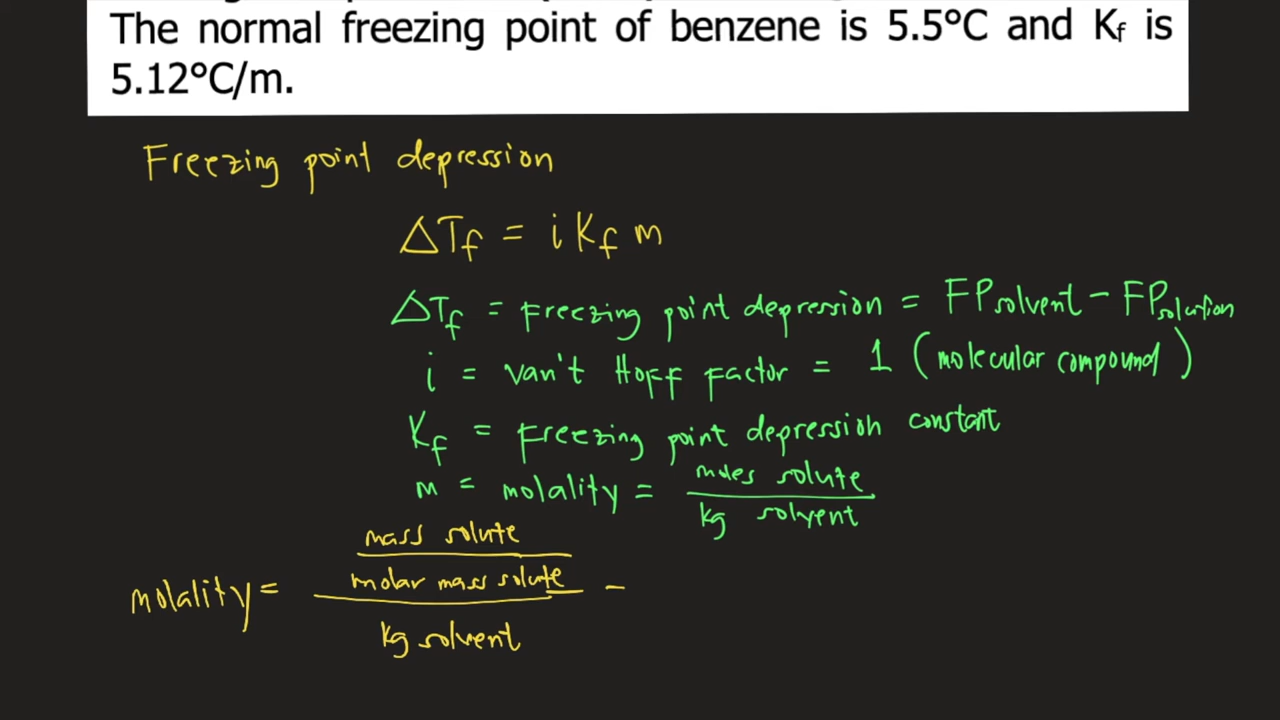 The normal freezing point of benzene is 5.5°C and Kf is
5.12°C/m.
Freezing point depression
ΔTf = i Kf m
ΔTf = freezing point depression = FPsolvent - FPsolution
i = van't Hoff factor = 1 (molecular compound)
Kf = freezing point depression constant
m = molality = moles solute
kg solvent
mass solute
molar mass solute
molality = –
kg solvent